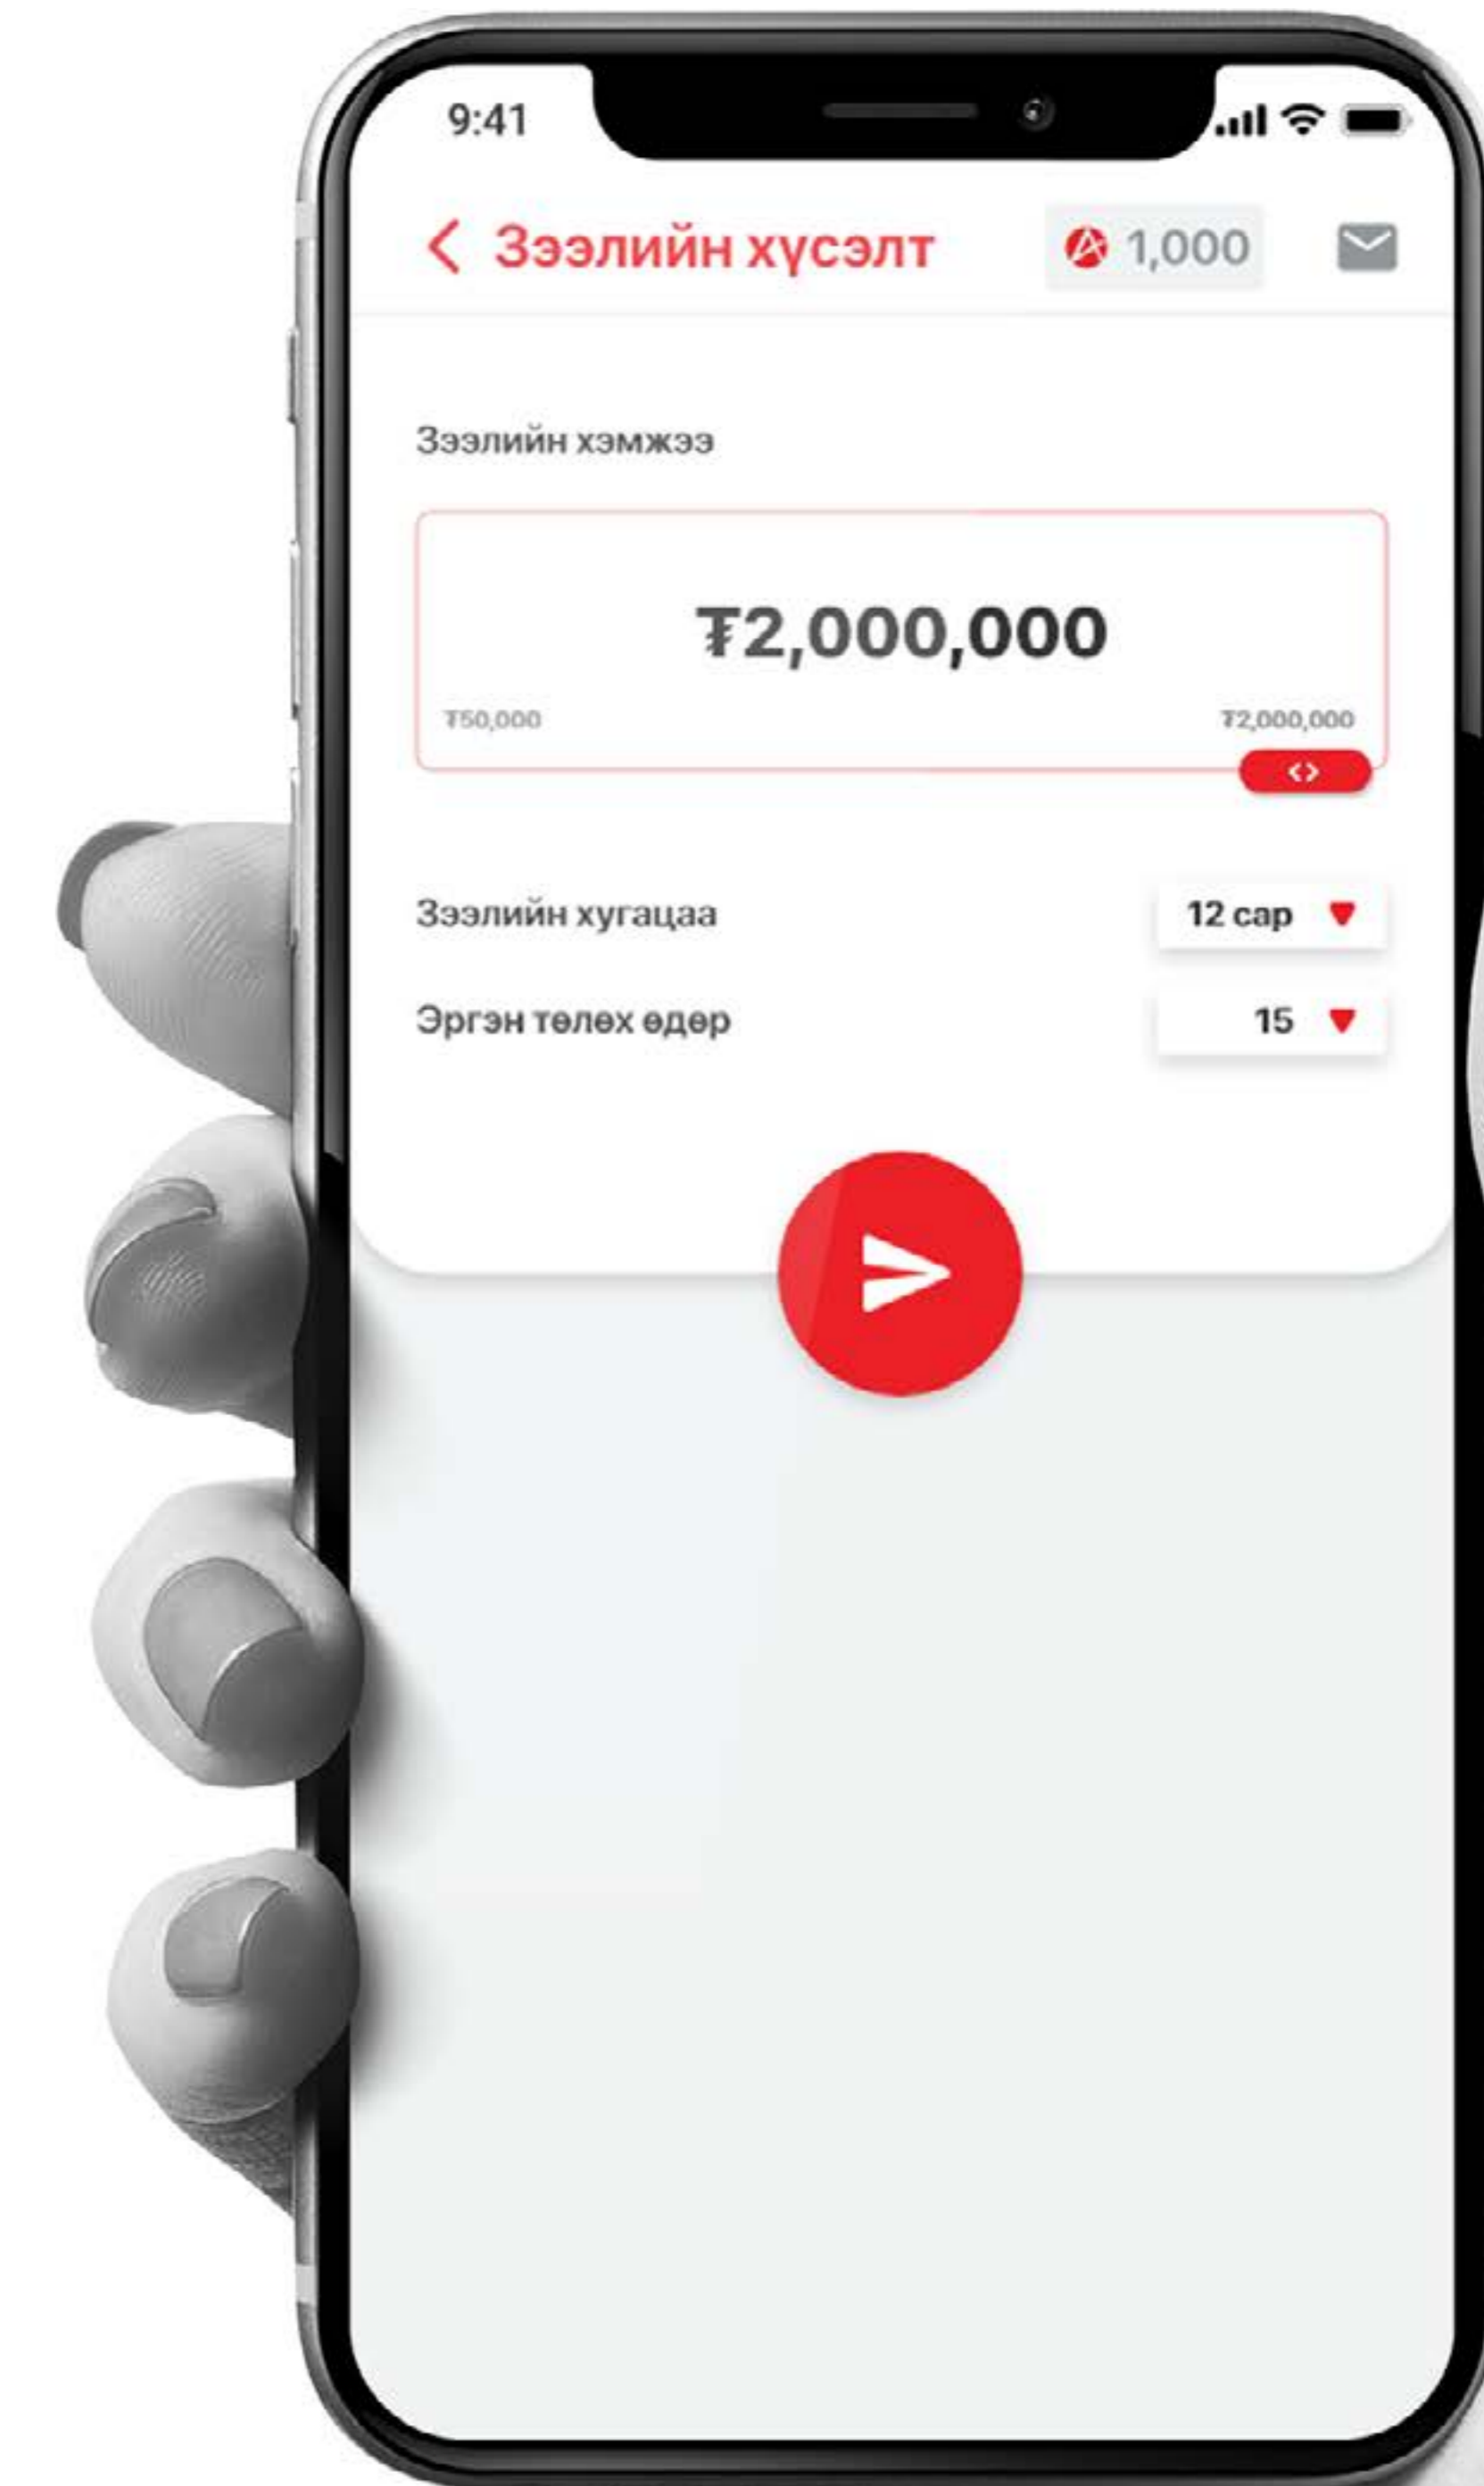 9:41
Зээлийн хүсэлт 1,000
Зээлийн хэмжээ
₮2,000,000
₮50,000 ₮2,000,000
Зээлийн хугацаа 12 сар
Эргэн төлөх өдөр 15